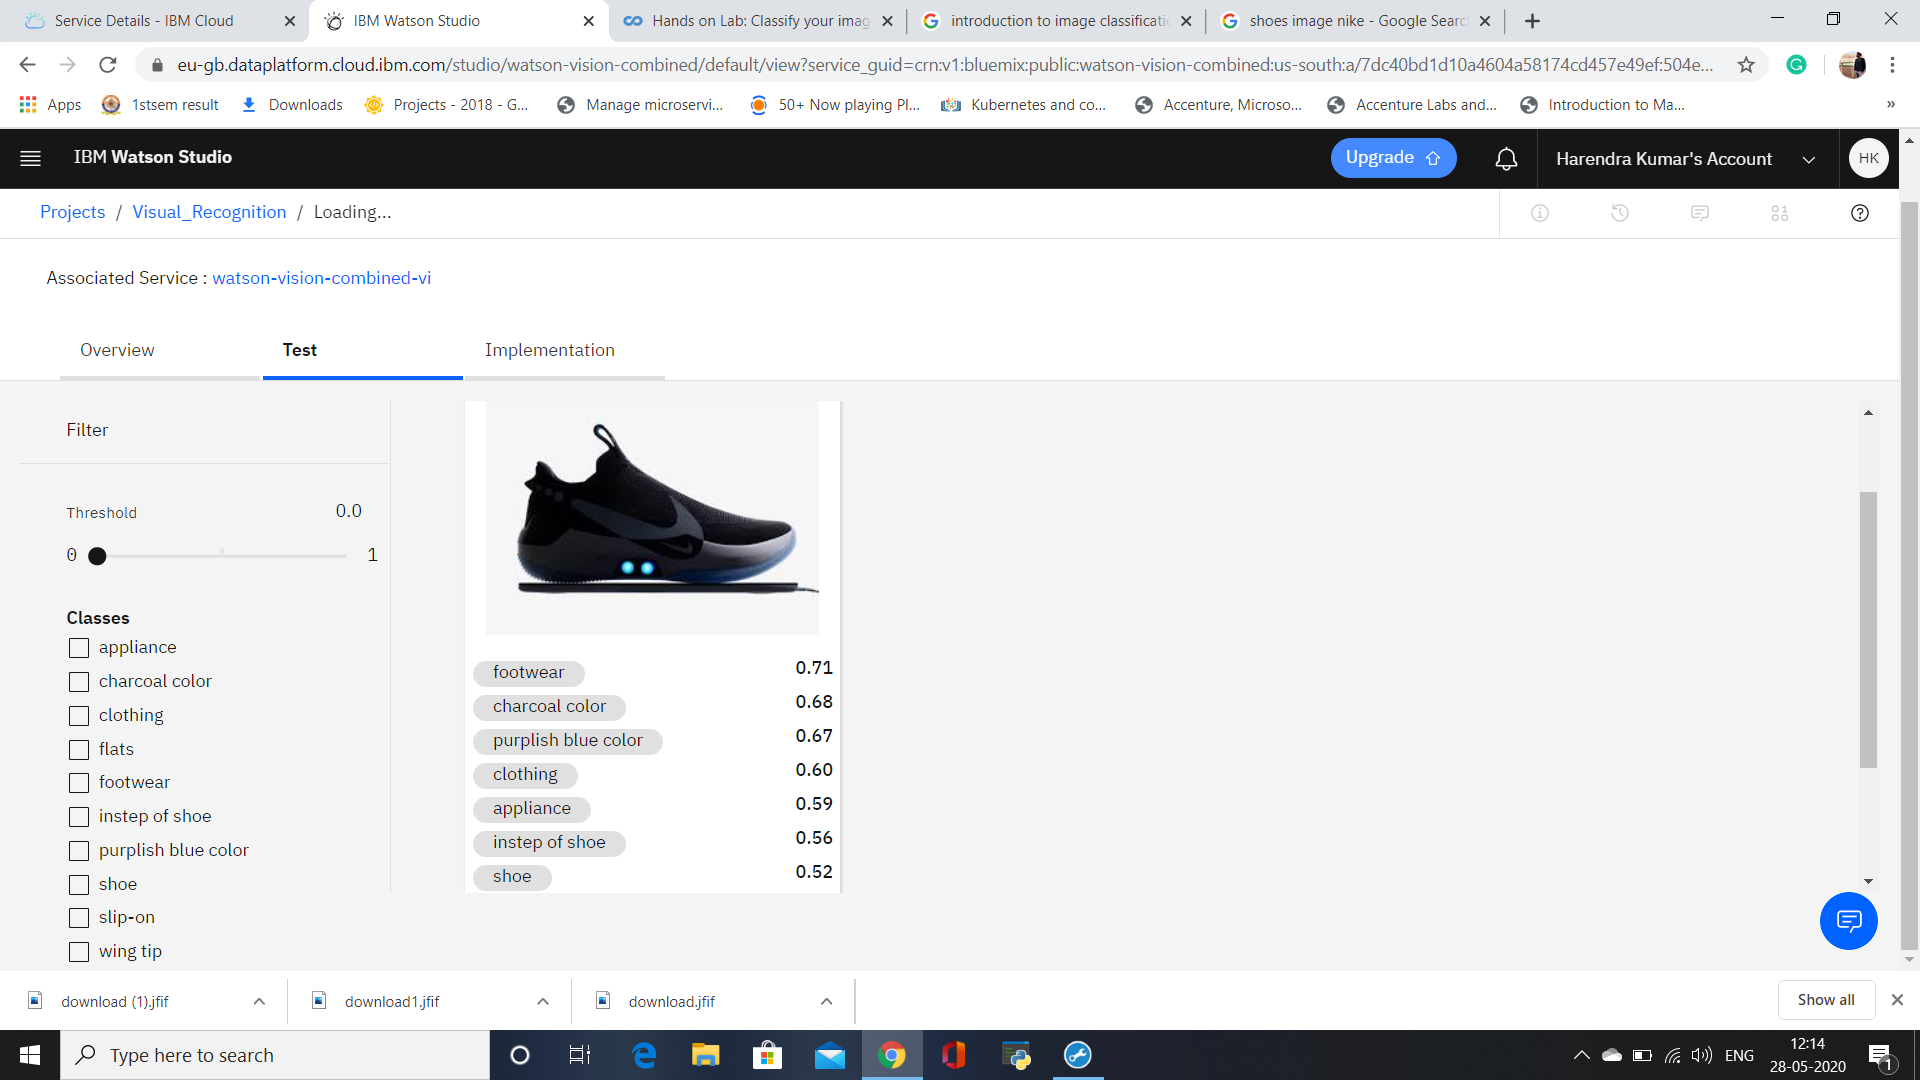 Service Details - IBM Cloud
IBM Watson Studio
Hands on Lab: Classify your imag
introduction to image classificati
shoes image nike - Google Searc
eu-gb.dataplatform.cloud.ibm.com/studio/watson-vision-combined/default/view?service_guid=crn:v1:bluemix:public:watson-vision-combined:us-south:a/7dc40bd1d10a4604a58174cd457e49ef:504e...
Apps
1stsem result
Downloads
Projects - 2018 - G...
Manage microservi...
50+ Now playing Pl...
Kubernetes and co...
Accenture, Microso...
Accenture Labs and...
Introduction to Ma...
»
IBM Watson Studio
Upgrade
Harendra Kumar's Account
HK
Projects / Visual_Recognition / Loading...
Associated Service : watson-vision-combined-vi
Overview
Test
Implementation
Filter
Threshold 0.0
0 1
Classes
appliance
charcoal color
clothing
flats
footwear
instep of shoe
purplish blue color
shoe
slip-on
wing tip
footwear 0.71
charcoal color 0.68
purplish blue color 0.67
clothing 0.60
appliance 0.59
instep of shoe 0.56
shoe 0.52
download (1).jfif
download1.jfif
download.jfif
Show all
Type here to search
ENG
12:14
28-05-2020
1